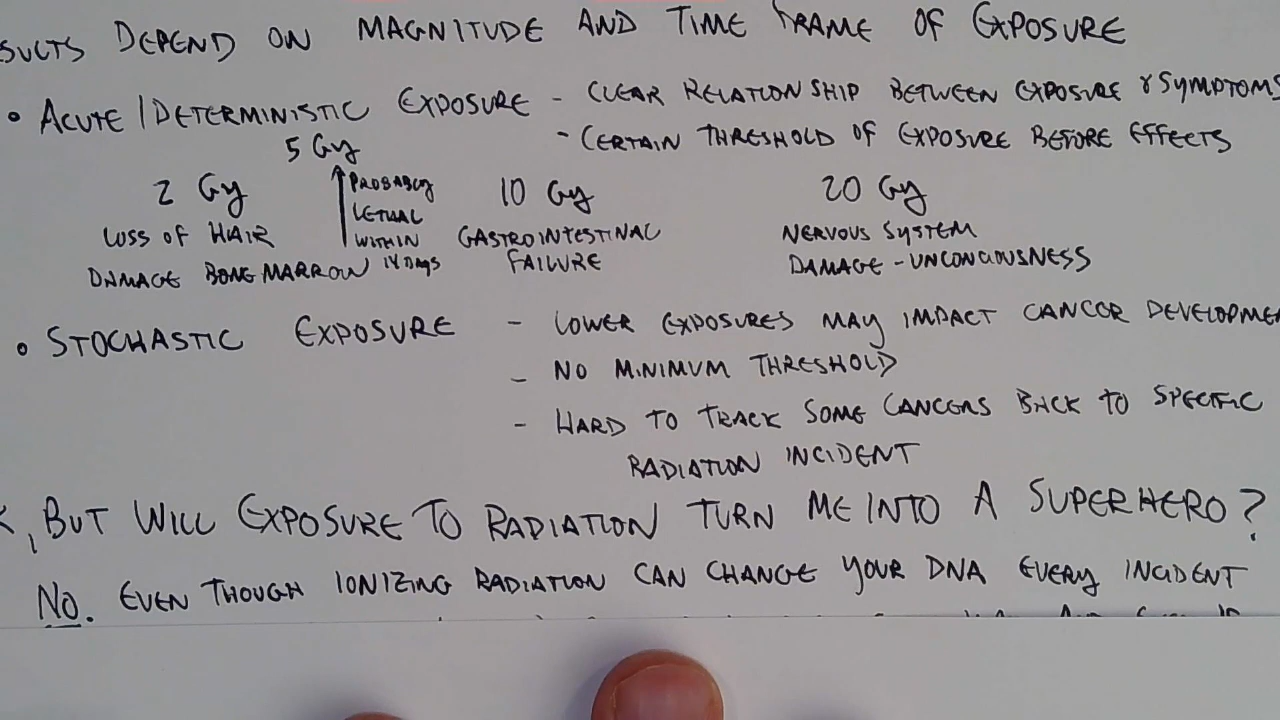 SULTS DEPEND ON MAGNITUDE AND TIME FRAME OF EXPOSURE
• ACUTE/DETERMINISTIC EXPOSURE - CLEAR RELATIONSHIP BETWEEN EXPOSURE & SYMPTOMS
- CERTAIN THRESHOLD OF EXPOSURE BEFORE EFFECTS
5 Gy
2 Gy ↑ PROBABLY 10 Gy 20 Gy
LETHAL
LOSS OF HAIR WITHIN GASTROINTESTINAL NERVOUS SYSTEM
DAMAGE BONE MARROW 14 DAYS FAILURE DAMAGE - UNCONCIOUSNESS
• STOCHASTIC EXPOSURE - LOWER EXPOSURES MAY IMPACT CANCER DEVELOPME
- NO MINIMUM THRESHOLD
- HARD TO TRACK SOME CANCERS BACK TO SPECIFIC
RADIATION INCIDENT
, BUT WILL EXPOSURE TO RADIATION TURN ME INTO A SUPERHERO?
NO. EVEN THOUGH IONIZING RADIATION CAN CHANGE YOUR DNA EVERY INCIDENT